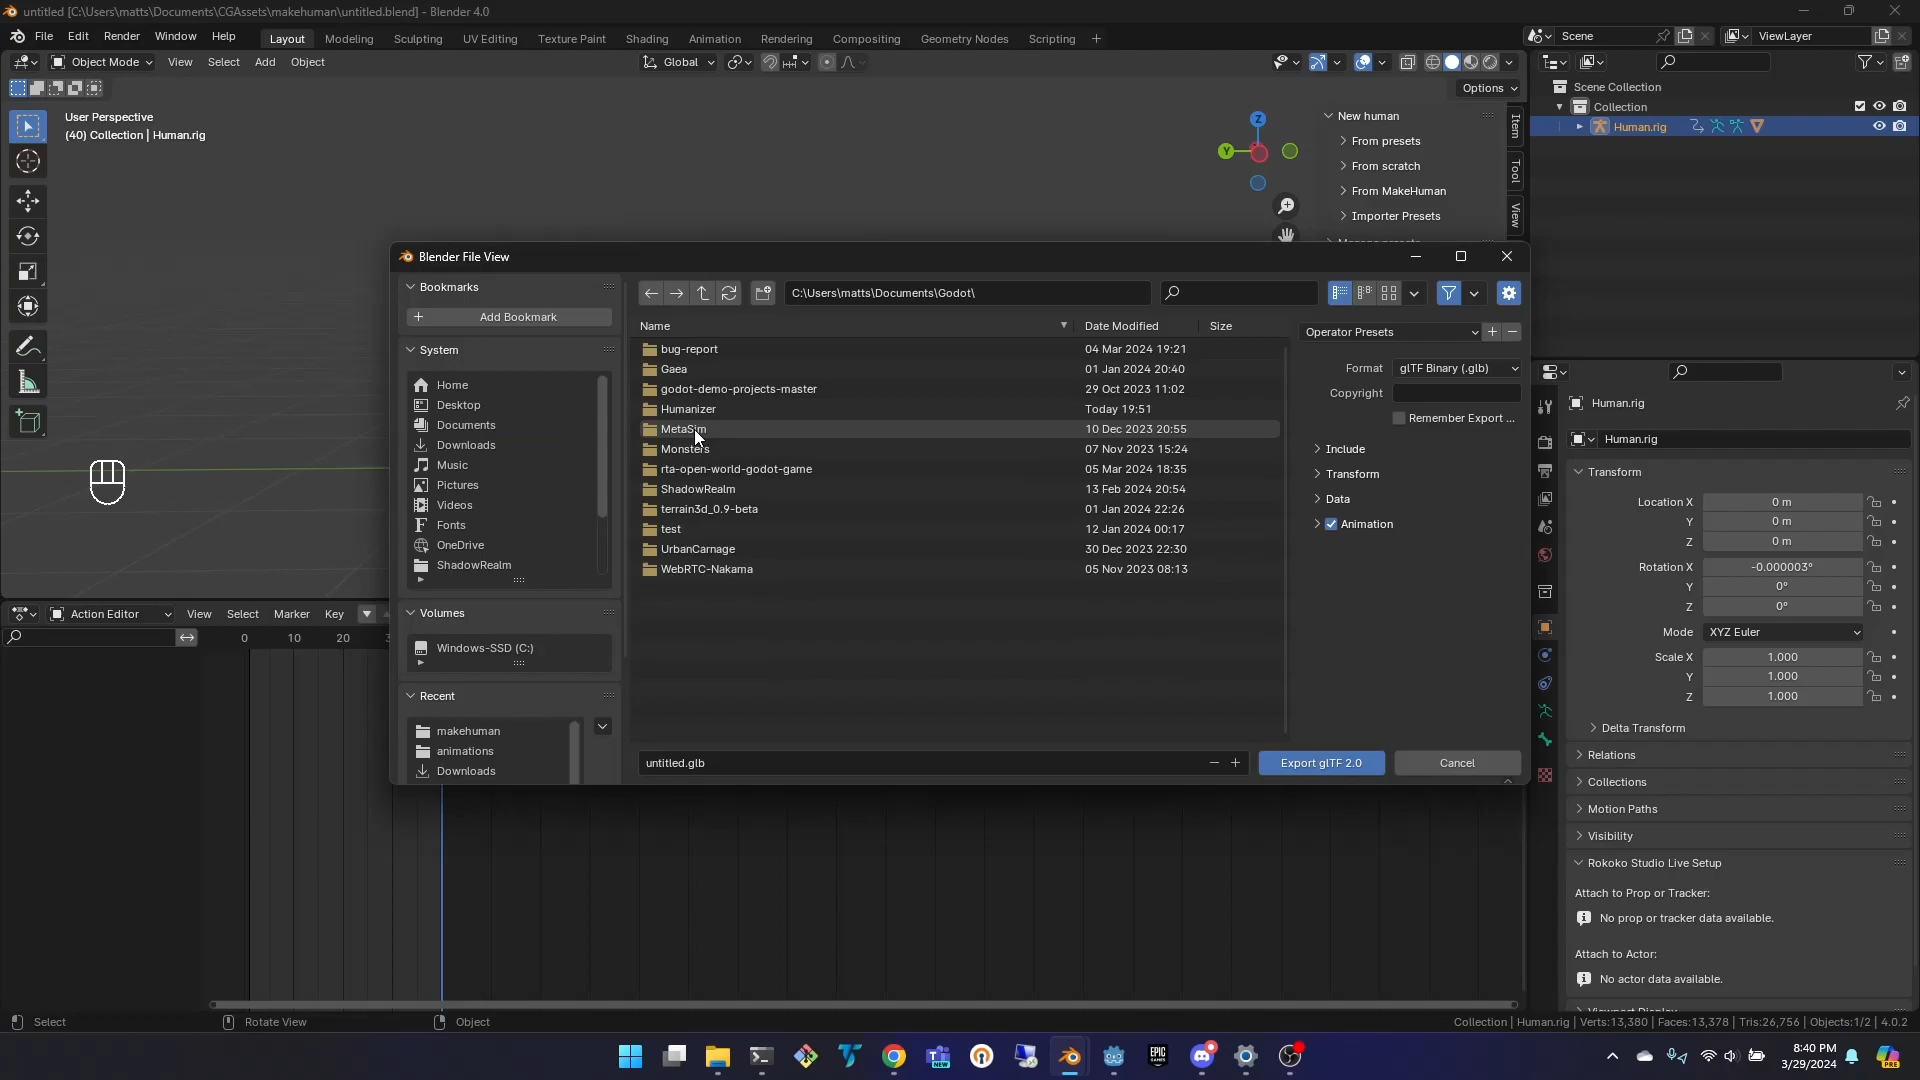 untitled [C:\Users\matts\Documents\CGAssets\makehuman\untitled.blend] - Blender 4.0
File Edit Render Window Help Layout Modeling Sculpting UV Editing Texture Paint Shading Animation Rendering Compositing Geometry Nodes Scripting + Scene ViewLayer
Object Mode View Select Add Object Global
Options
User Perspective
(40) Collection | Human.rig
Z
Y
New human
From presets
From scratch
From MakeHuman
Importer Presets
Item
Tool
View
Scene Collection
Collection
Human.rig
Blender File View
Bookmarks
Add Bookmark
System
Home
Desktop
Documents
Downloads
Music
Pictures
Videos
Fonts
OneDrive
ShadowRealm
Volumes
Windows-SSD (C:)
Recent
makehuman
animations
Downloads
C:\Users\matts\Documents\Godot\
Name Date Modified Size
bug-report 04 Mar 2024 19:21
Gaea 01 Jan 2024 20:40
godot-demo-projects-master 29 Oct 2023 11:02
Humanizer Today 19:51
MetaSim 10 Dec 2023 20:55
Monsters 07 Nov 2023 15:24
rta-open-world-godot-game 05 Mar 2024 18:35
ShadowRealm 13 Feb 2024 20:54
terrain3d_0.9-beta 01 Jan 2024 22:26
test 12 Jan 2024 00:17
UrbanCarnage 30 Dec 2023 22:30
WebRTC-Nakama 05 Nov 2023 08:13
untitled.glb
Export glTF 2.0 Cancel
Operator Presets
Format glTF Binary (.glb)
Copyright
Remember Export ...
Include
Transform
Data
Animation
Action Editor View Select Marker Key
0 10 20
Human.rig
Human.rig
Transform
Location X 0 m
Y 0 m
Z 0 m
Rotation X -0.000003°
Y 0°
Z 0°
Mode XYZ Euler
Scale X 1.000
Y 1.000
Z 1.000
Delta Transform
Relations
Collections
Motion Paths
Visibility
Rokoko Studio Live Setup
Attach to Prop or Tracker:
No prop or tracker data available.
Attach to Actor:
No actor data available.
Select Rotate View Object Collection | Human.rig | Verts:13,380 | Faces:13,378 | Tris:26,756 | Objects:1/2 | 4.0.2
NEW
EPIC
GAMES
8:40 PM
3/29/2024
PRE